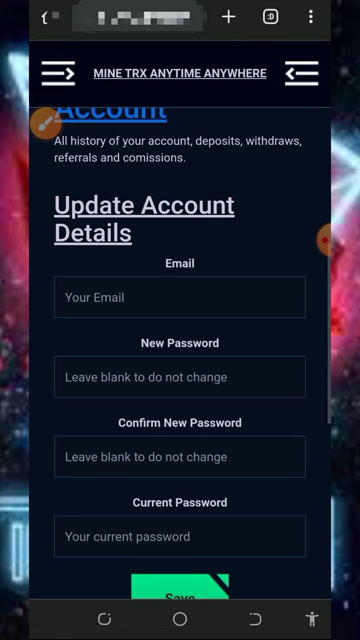 MINE TRX ANYTIME ANYWHERE
Account
All history of your account, deposits, withdraws,
referrals and comissions.
Update Account
Details
Email
Your Email
New Password
Leave blank to do not change
Confirm New Password
Leave blank to do not change
Current Password
Your current password
Save